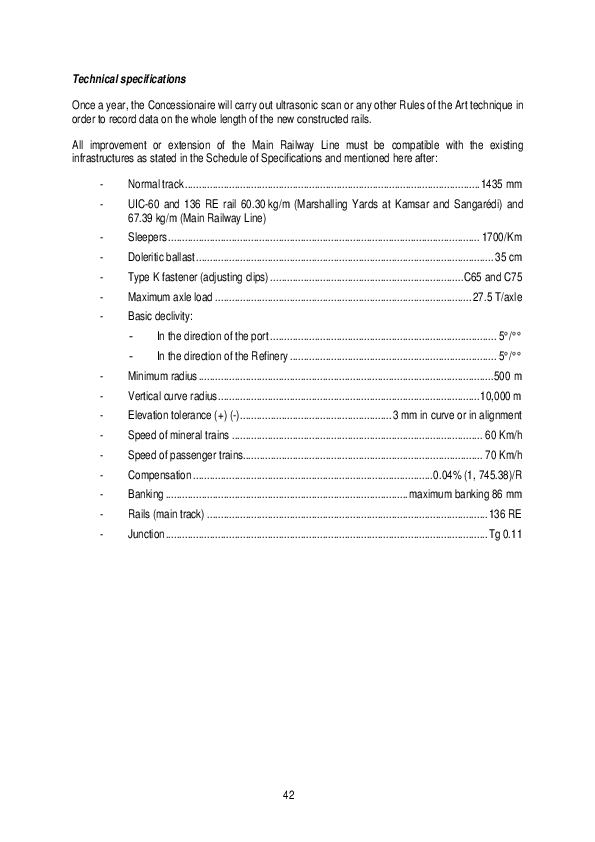 Technical specifications
Once a year, the Concessionaire will carry out ultrasonic scan or any other Rules of the Art technique in
order to record data on the whole length of the new constructed rails.
All improvement or extension of the Main Railway Line must be compatible with the existing
infrastructures as stated in the Schedule of Specifications and mentioned here after:
- Normal track........................................................................................1435 mm
- UIC-60 and 136 RE rail 60.30 kg/m (Marshalling Yards at Kamsar and Sangarédi) and
67.39 kg/m (Main Railway Line)
- Sleepers.............................................................................................. 1700/Km
- Doleritic ballast..........................................................................................35 cm
- Type K fastener (adjusting clips) ...........................................................C65 and C75
- Maximum axle load ..............................................................................27.5 T/axle
- Basic declivity:
- In the direction of the port..................................................................... 5°/°°
- In the direction of the Refinery ............................................................... 5°/°°
- Minimum radius .........................................................................................500 m
- Vertical curve radius................................................................................10,000 m
- Elevation tolerance (+) (-)..............................................3 mm in curve or in alignment
- Speed of mineral trains ............................................................................ 60 Km/h
- Speed of passenger trains......................................................................... 70 Km/h
- Compensation .........................................................................0.04% (1, 745.38)/R
- Banking ..........................................................................maximum banking 86 mm
- Rails (main track) .....................................................................................136 RE
- Junction..................................................................................................Tg 0.11
42